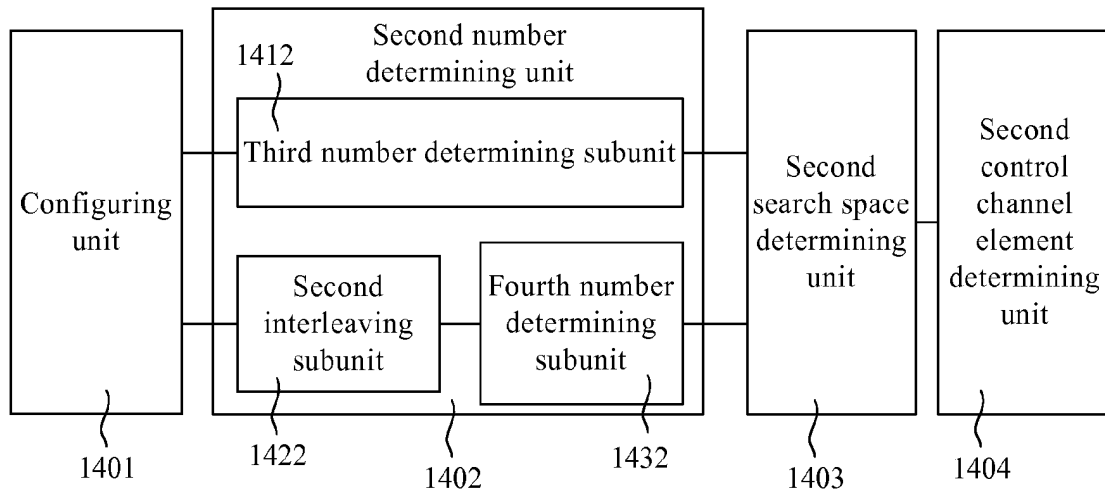 Second number
determining unit
1412
Third number determining subunit
Configuring
unit
Second
interleaving
subunit
Fourth number
determining
subunit
Second
search space
determining
unit
Second
control
channel
element
determining
unit
1401
1422
1402
1432
1403
1404